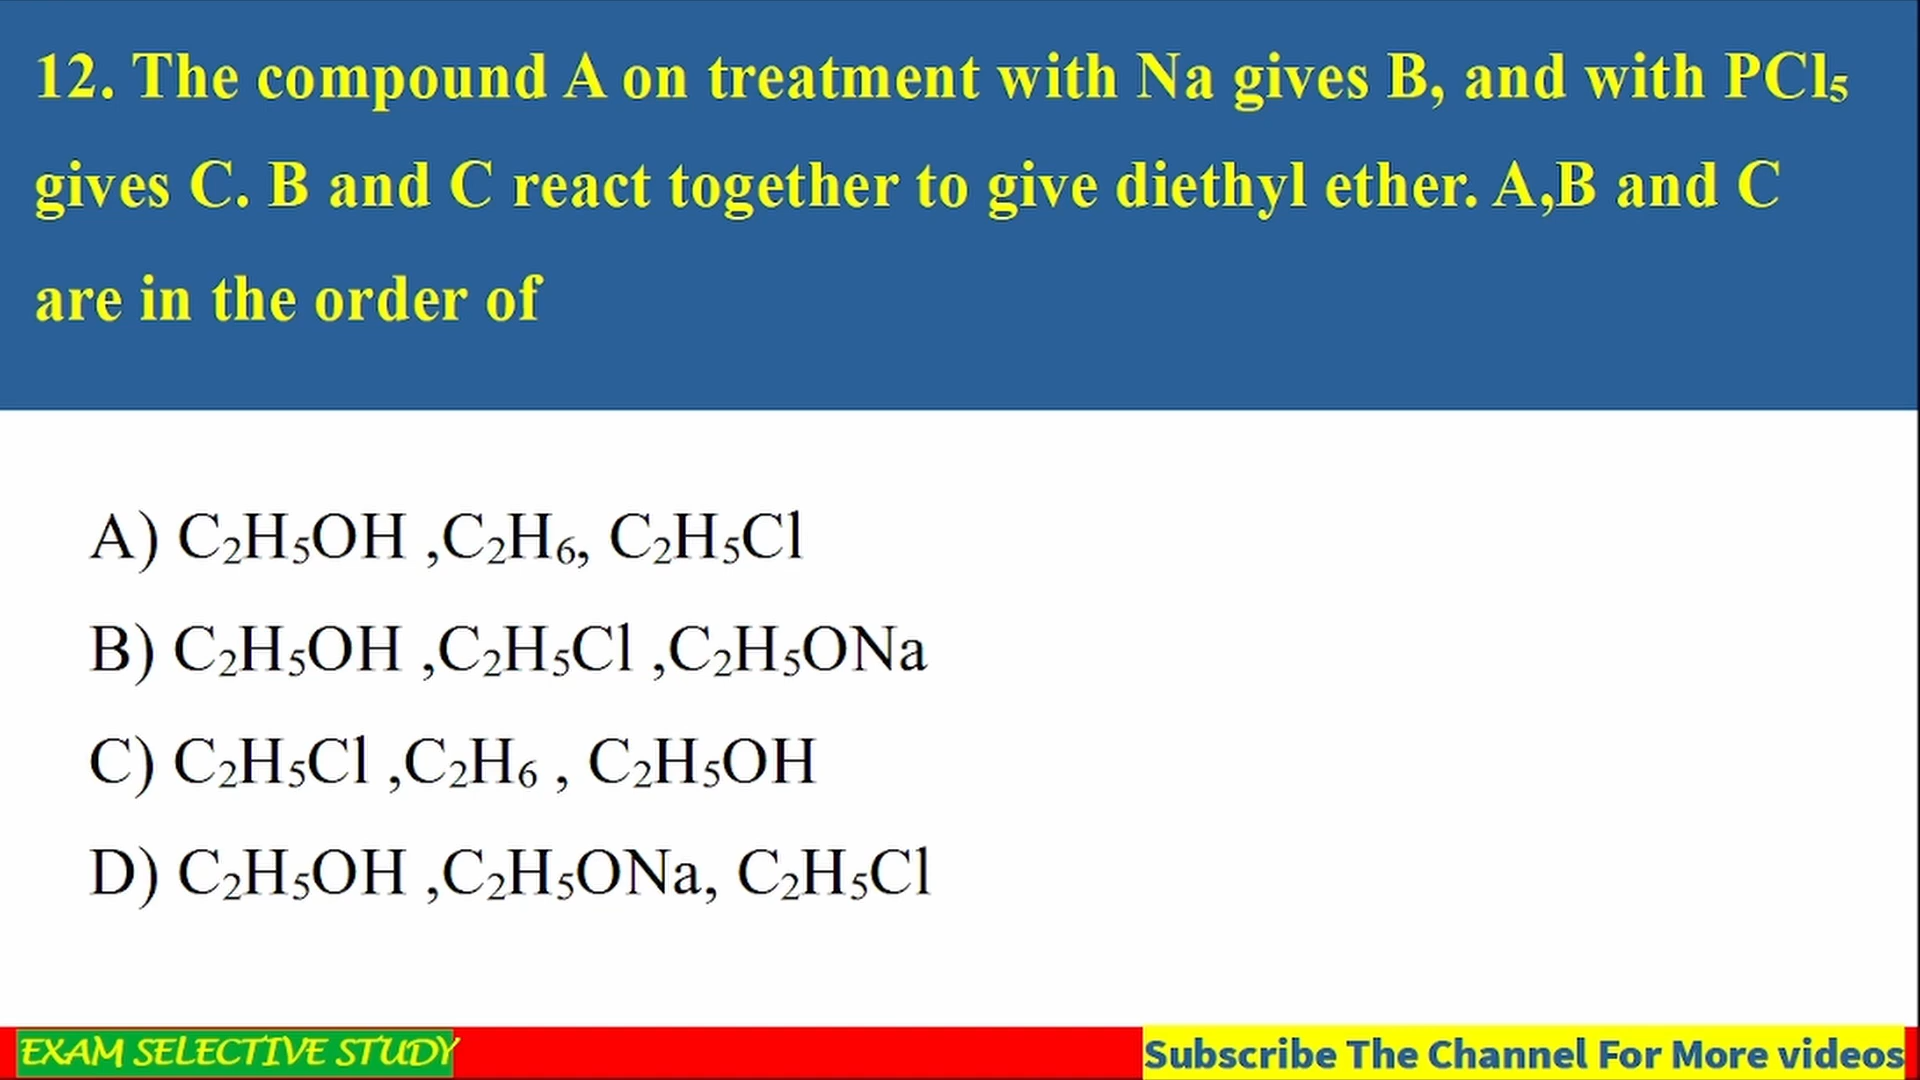 12. The compound A on treatment with Na gives B, and with PCl₅
gives C. B and C react together to give diethyl ether. A,B and C
are in the order of
A) C₂H₅OH ,C₂H₆, C₂H₅Cl
B) C₂H₅OH ,C₂H₅Cl ,C₂H₅ONa
C) C₂H₅Cl ,C₂H₆ , C₂H₅OH
D) C₂H₅OH ,C₂H₅ONa, C₂H₅Cl
EXAM SELECTIVE STUDY
Subscribe The Channel For More videos